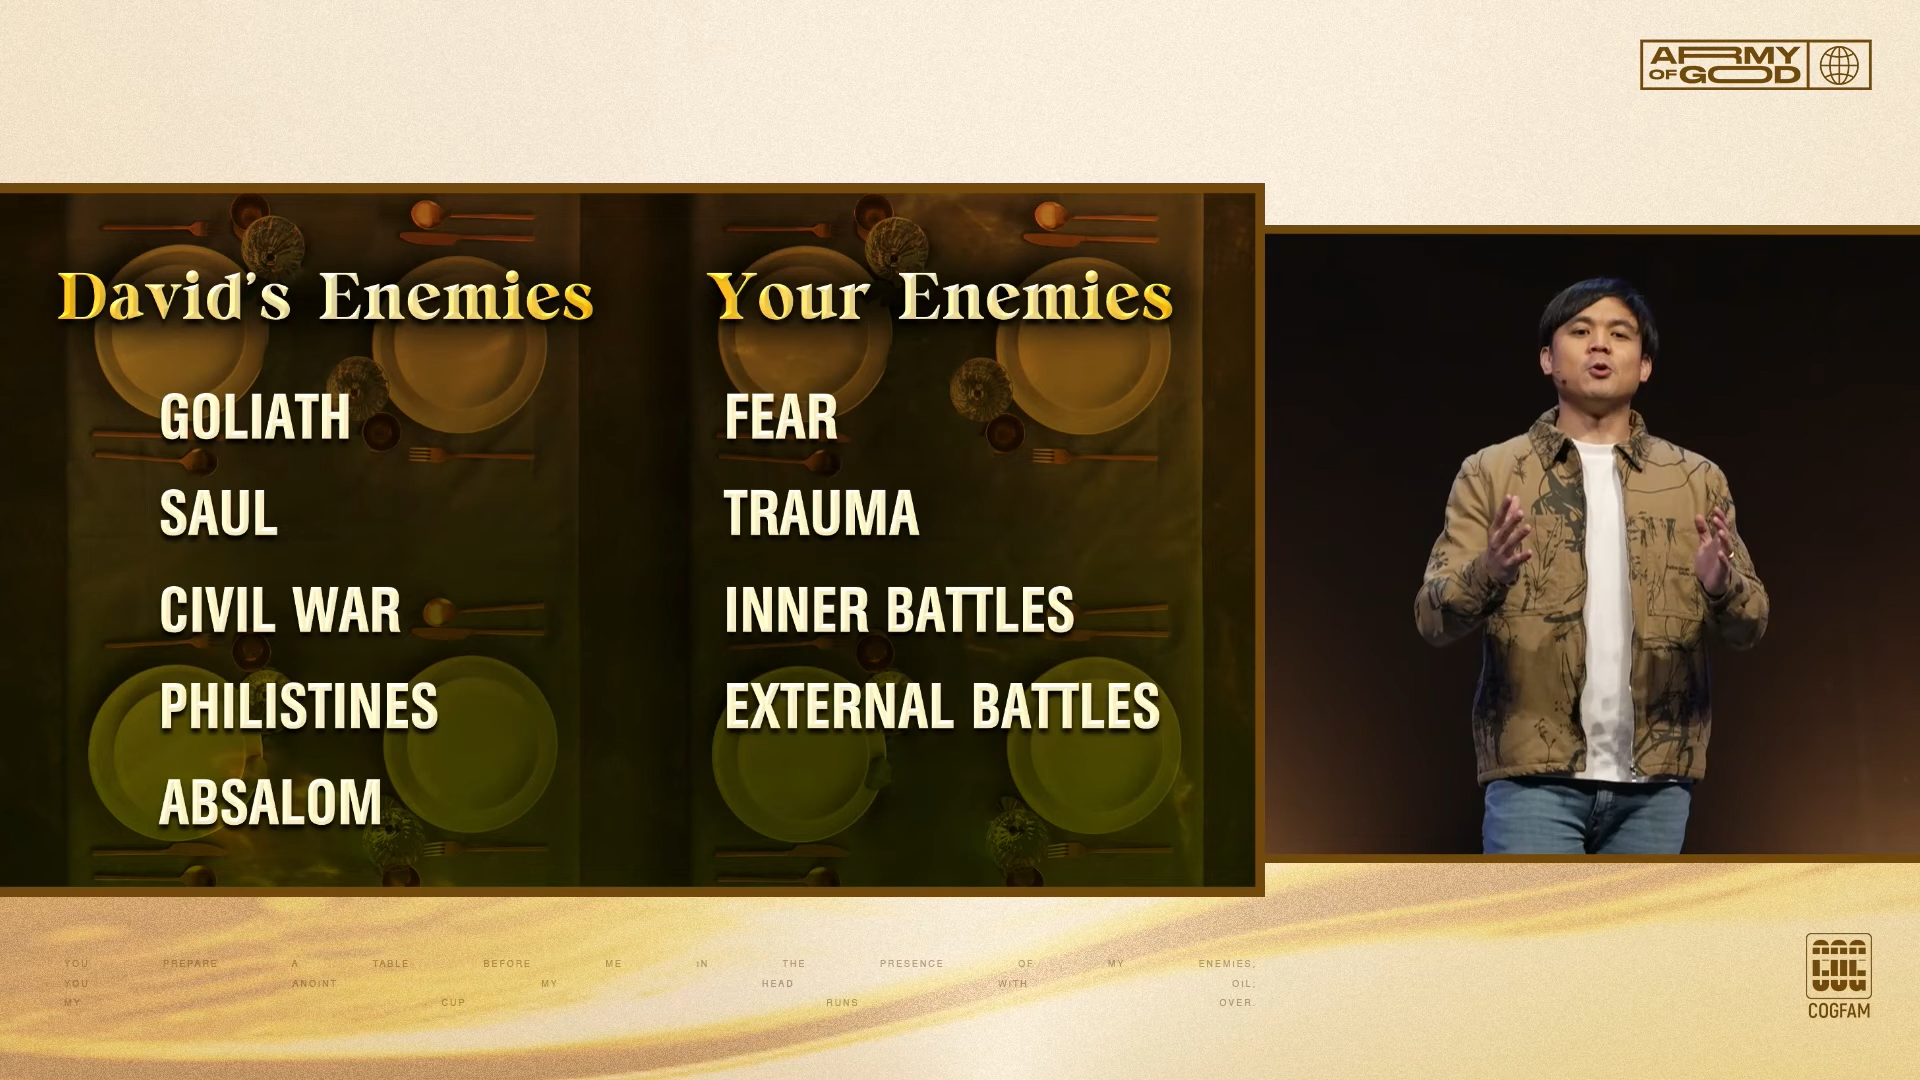 ARMY
OF GOOD
David's Enemies
GOLIATH
SAUL
CIVIL WAR
PHILISTINES
ABSALOM
Your Enemies
FEAR
TRAUMA
INNER BATTLES
EXTERNAL BATTLES
YOU PREPARE A TABLE BEFORE ME IN THE PRESENCE OF MY ENEMIES,
YOU ANOINT MY HEAD WITH OIL;
MY CUP RUNS OVER.
COGFAM